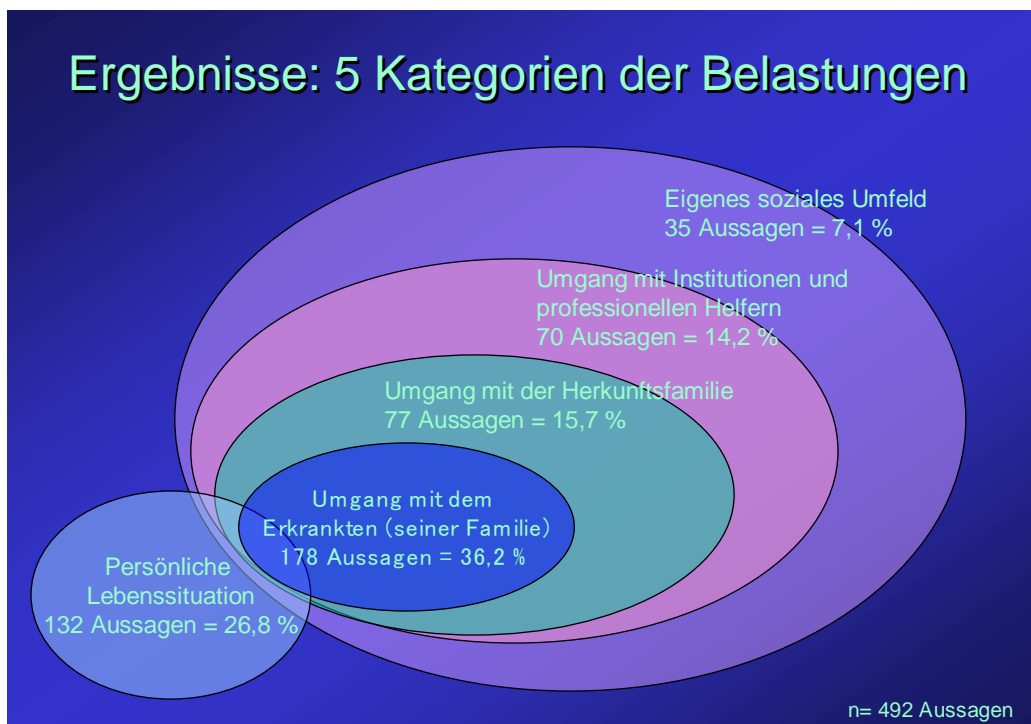 Ergebnisse: 5 Kategorien der Belastungen
Eigenes soziales Umfeld
35 Aussagen = 7,1 %
Umgang mit Institutionen und
professionellen Helfern
70 Aussagen = 14,2 %
Umgang mit der Herkunftsfamilie
77 Aussagen = 15,7 %
Umgang mit dem
Erkrankten (seiner Familie)
178 Aussagen = 36,2 %
Persönliche
Lebenssituation
132 Aussagen = 26,8 %
n= 492 Aussagen